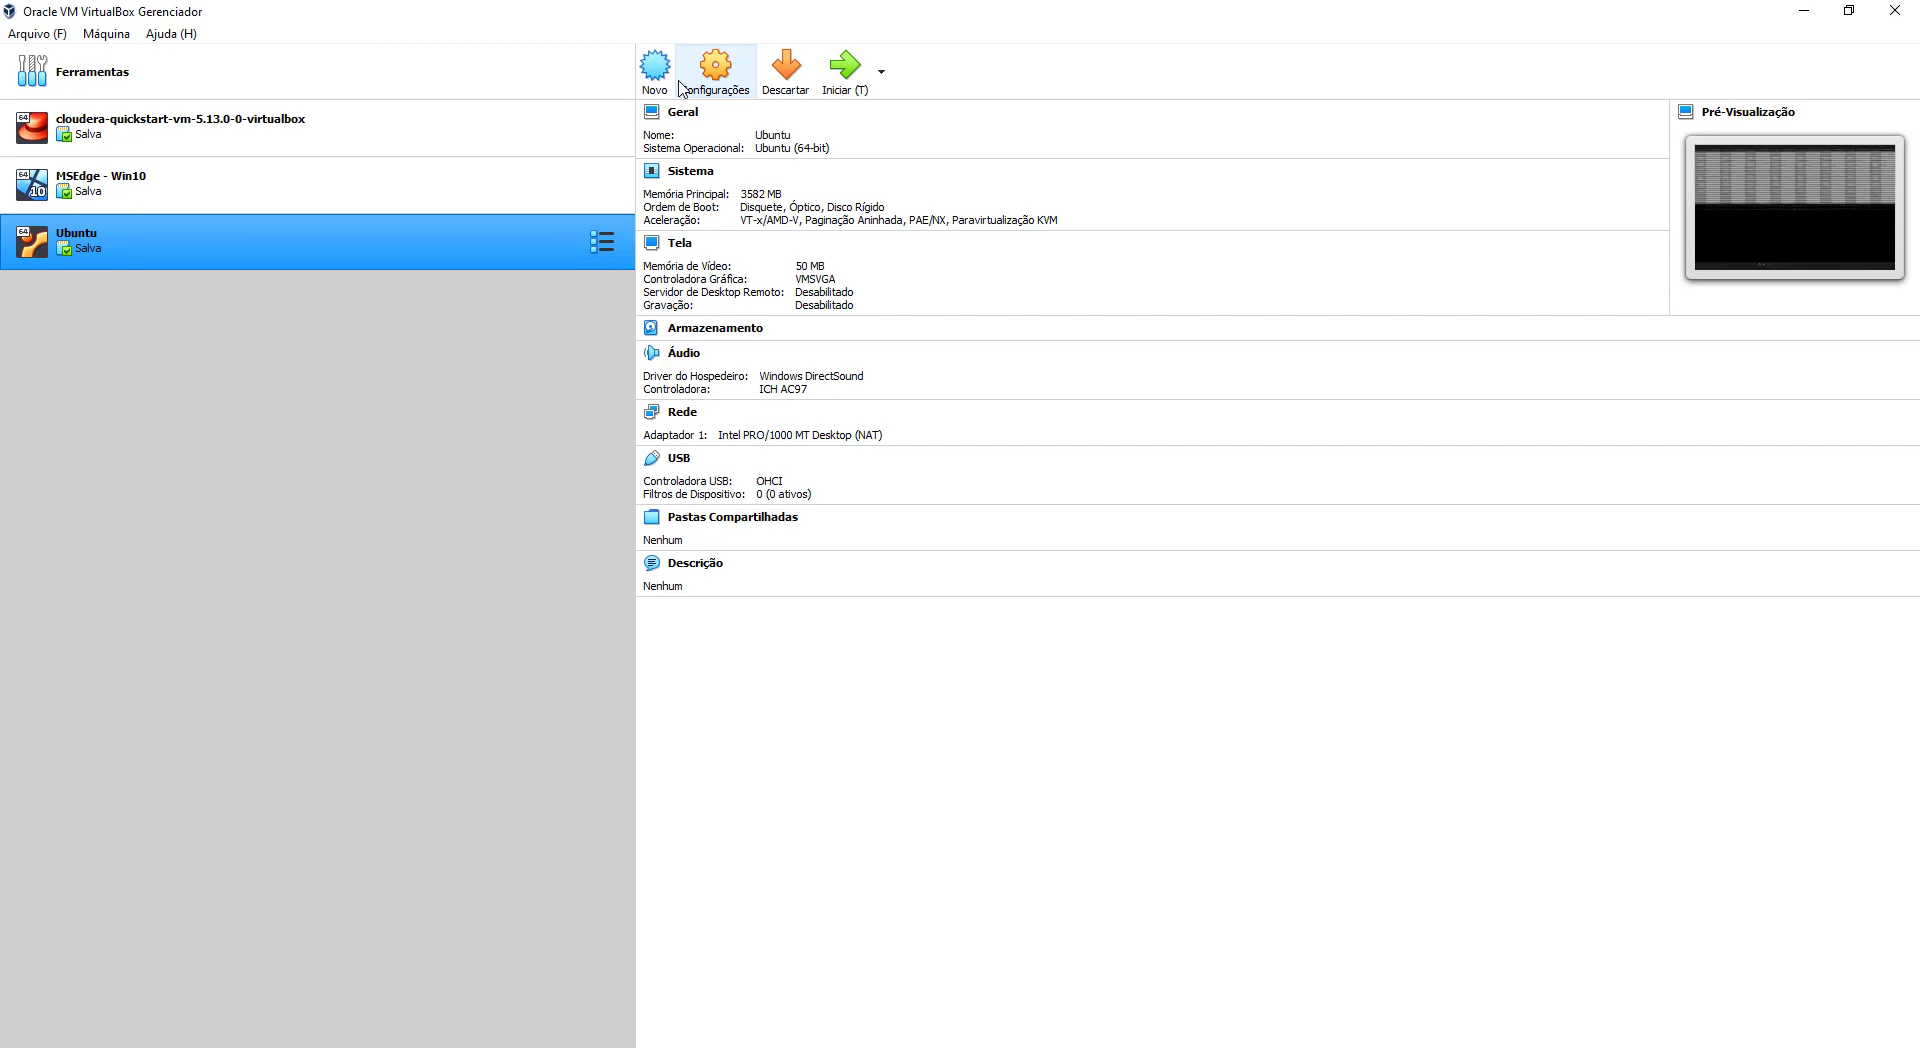 Oracle VM VirtualBox Gerenciador
Arquivo (F) Máquina Ajuda (H)
Ferramentas
Novo onfigurações Descartar Iniciar (T)
64
cloudera-quickstart-vm-5.13.0-0-virtualbox
Salva
64
10
MSEdge - Win10
Salva
64
Ubuntu
Salva
Geral
Nome: Ubuntu
Sistema Operacional: Ubuntu (64-bit)
Sistema
Memória Principal: 3582 MB
Ordem de Boot: Disquete, Óptico, Disco Rígido
Aceleração: VT-x/AMD-V, Paginação Aninhada, PAE/NX, Paravirtualização KVM
Tela
Memória de Vídeo: 50 MB
Controladora Gráfica: VMSVGA
Servidor de Desktop Remoto: Desabilitado
Gravação: Desabilitado
Armazenamento
Áudio
Driver do Hospedeiro: Windows DirectSound
Controladora: ICH AC97
Rede
Adaptador 1: Intel PRO/1000 MT Desktop (NAT)
USB
Controladora USB: OHCI
Filtros de Dispositivo: 0 (0 ativos)
Pastas Compartilhadas
Nenhum
Descrição
Nenhum
Pré-Visualização